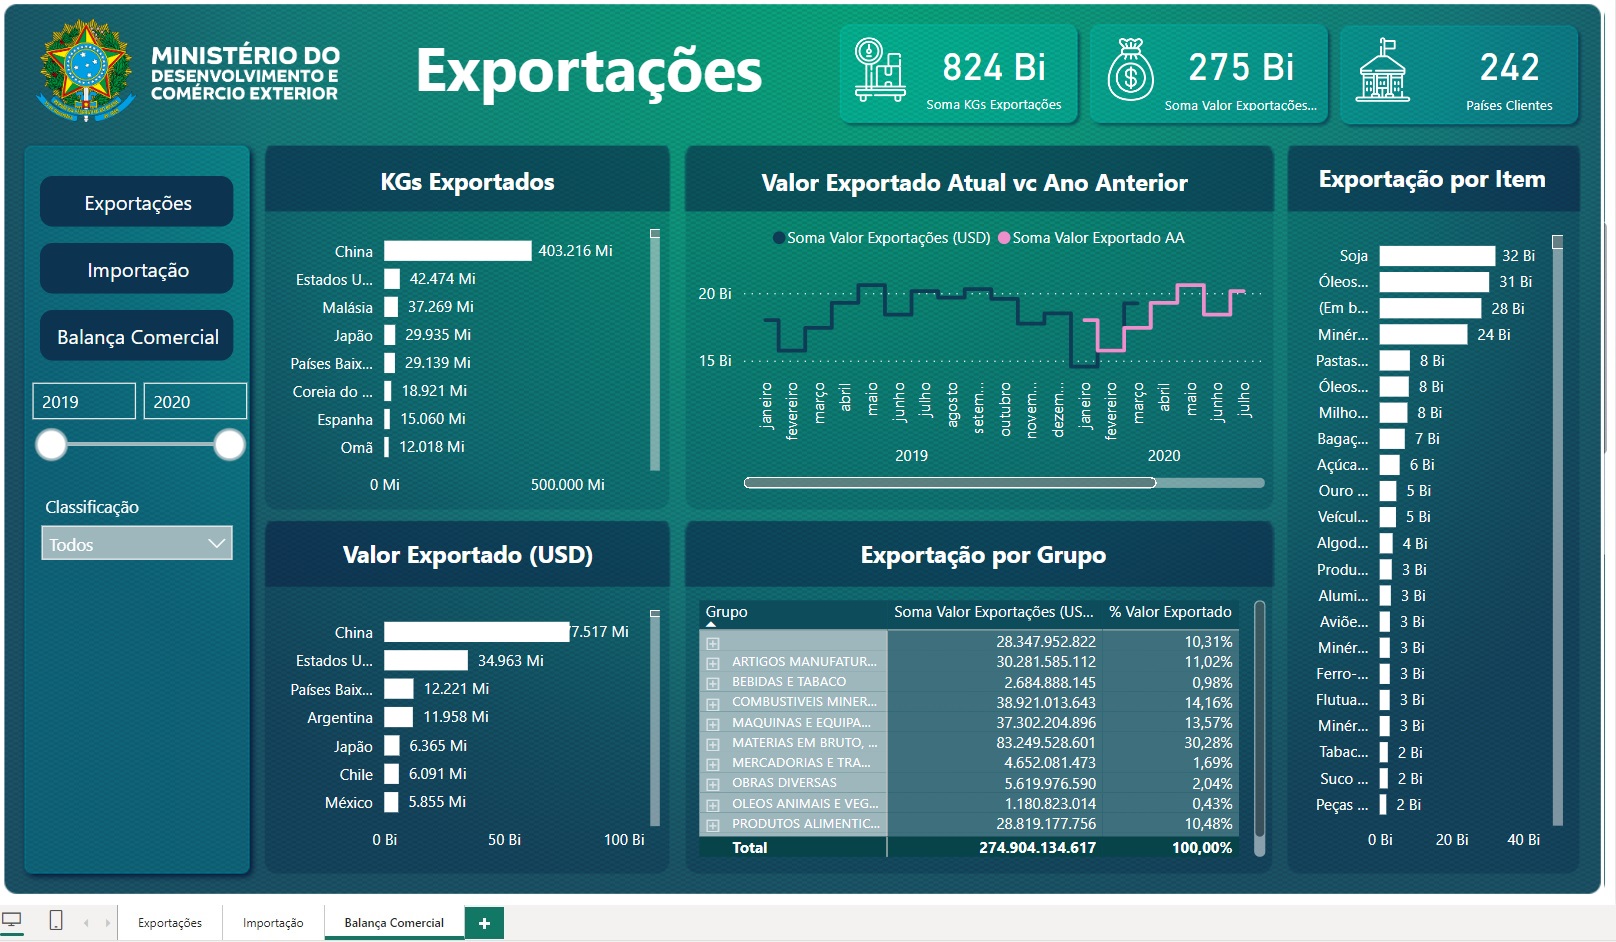 MINISTÉRIO DO
DESENVOLVIMENTO E
COMÉRCIO EXTERIOR
Exportações
824 Bi
Soma KGs Exportações
275 Bi
Soma Valor Exportações...
242
Países Clientes
Exportações
Importação
Balança Comercial
2019
2020
Classificação
Todos
KGs Exportados
China 403.216 Mi
Estados U... 42.474 Mi
Malásia 37.269 Mi
Japão 29.935 Mi
Países Baix... 29.139 Mi
Coreia do ... 18.921 Mi
Espanha 15.060 Mi
Omã 12.018 Mi
0 Mi 500.000 Mi
Valor Exportado Atual vc Ano Anterior
Soma Valor Exportações (USD) Soma Valor Exportado AA
20 Bi
15 Bi
janeiro fevereiro março abril maio junho julho agosto setem... outubro novem... dezem... janeiro fevereiro março abril maio junho julho
2019 2020
Valor Exportado (USD)
China 77.517 Mi
Estados U... 34.963 Mi
Países Baix... 12.221 Mi
Argentina 11.958 Mi
Japão 6.365 Mi
Chile 6.091 Mi
México 5.855 Mi
0 Bi 50 Bi 100 Bi
Exportação por Grupo
Grupo Soma Valor Exportações (US... % Valor Exportado
28.347.952.822 10,31%
ARTIGOS MANUFATUR... 30.281.585.112 11,02%
BEBIDAS E TABACO 2.684.888.145 0,98%
COMBUSTIVEIS MINER... 38.921.013.643 14,16%
MAQUINAS E EQUIPA... 37.302.204.896 13,57%
MATERIAS EM BRUTO, ... 83.249.528.601 30,28%
MERCADORIAS E TRA... 4.652.081.473 1,69%
OBRAS DIVERSAS 5.619.976.590 2,04%
OLEOS ANIMAIS E VEG... 1.180.823.014 0,43%
PRODUTOS ALIMENTIC... 28.819.177.756 10,48%
Total 274.904.134.617 100,00%
Exportação por Item
Soja 32 Bi
Óleos... 31 Bi
(Em b... 28 Bi
Minér... 24 Bi
Pastas... 8 Bi
Óleos... 8 Bi
Milho... 8 Bi
Bagaç... 7 Bi
Açúca... 6 Bi
Ouro ... 5 Bi
Veícul... 5 Bi
Algod... 4 Bi
Produ... 3 Bi
Alumi... 3 Bi
Aviõe... 3 Bi
Minér... 3 Bi
Ferro-... 3 Bi
Flutua... 3 Bi
Minér... 3 Bi
Tabac... 2 Bi
Suco ... 2 Bi
Peças ... 2 Bi
0 Bi 20 Bi 40 Bi
Exportações
Importação
Balança Comercial